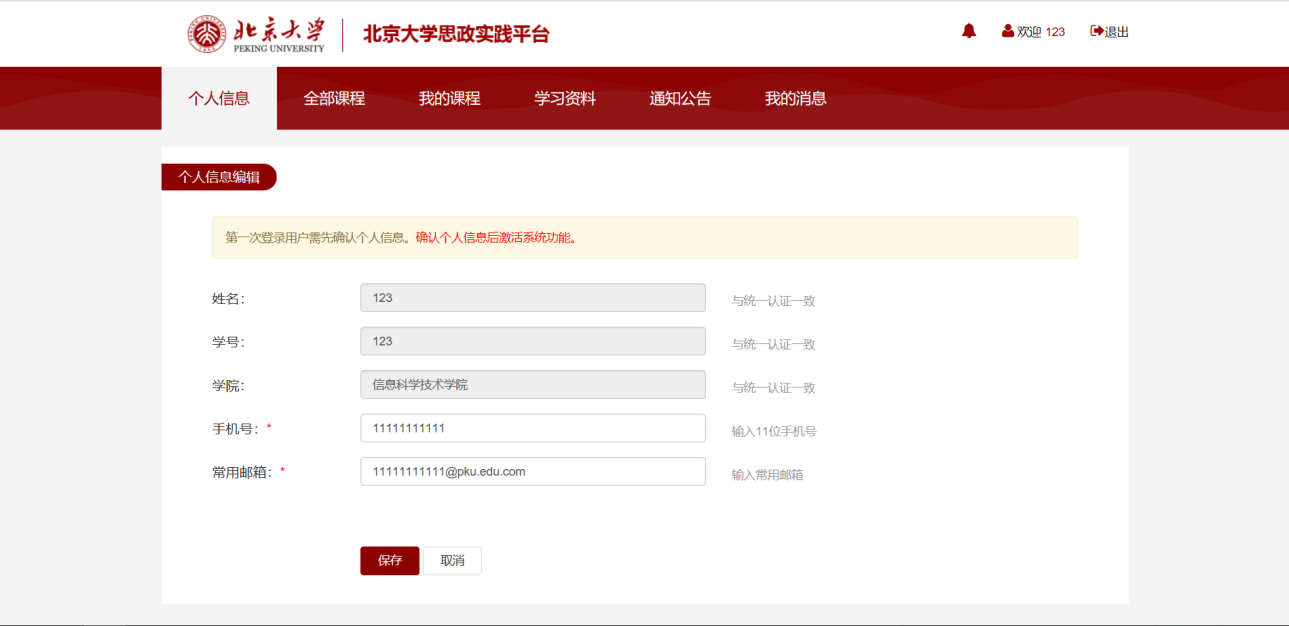 北京大学
PEKING UNIVERSITY
北京大学思政实践平台
欢迎 123
退出
个人信息 全部课程 我的课程 学习资料 通知公告 我的消息
个人信息编辑
第一次登录用户需先确认个人信息。确认个人信息后激活系统功能。
姓名： 123 与统一认证一致
学号： 123 与统一认证一致
学院： 信息科学技术学院 与统一认证一致
手机号：* 11111111111 输入11位手机号
常用邮箱：* 11111111111@pku.edu.com 输入常用邮箱
保存 取消